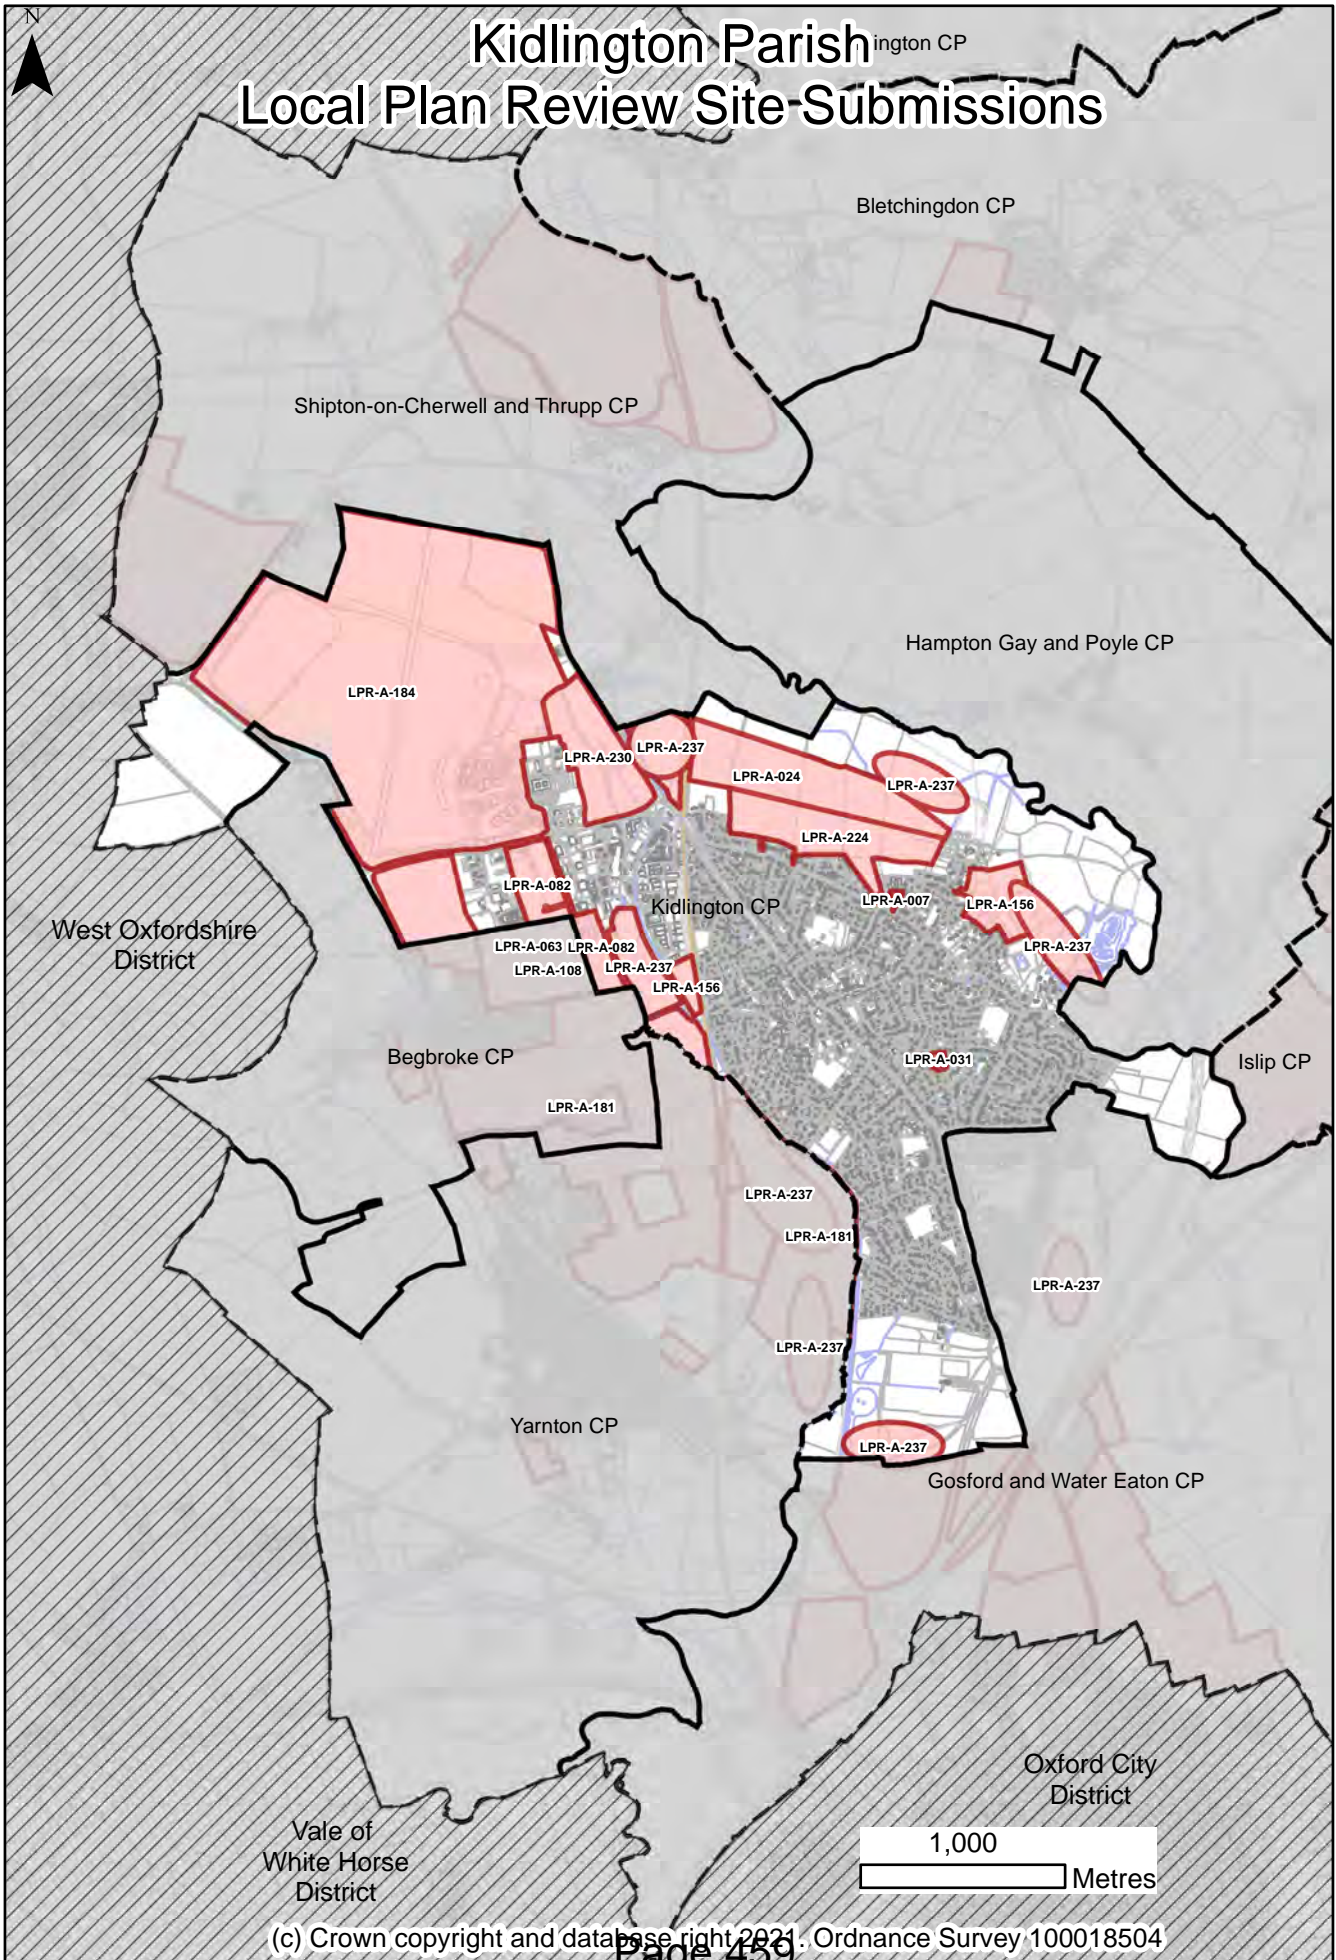 N
Kidlington Parish
ington CP
Local Plan Review Site Submissions
Bletchingdon CP
Shipton-on-Cherwell and Thrupp CP
Hampton Gay and Poyle CP
LPR-A-184
LPR-A-237
LPR-A-230
LPR-A-024
LPR-A-237
LPR-A-224
LPR-A-082
LPR-A-007
LPR-A-156
Kidlington CP
West Oxfordshire
District
LPR-A-063
LPR-A-082
LPR-A-237
LPR-A-108
LPR-A-237
LPR-A-156
Begbroke CP
LPR-A-031
Islip CP
LPR-A-181
LPR-A-237
LPR-A-181
LPR-A-237
LPR-A-237
Yarnton CP
LPR-A-237
Gosford and Water Eaton CP
Oxford City
District
Vale of
White Horse
District
1,000
Metres
(c) Crown copyright and database right 2021. Ordnance Survey 100018504
Page 459